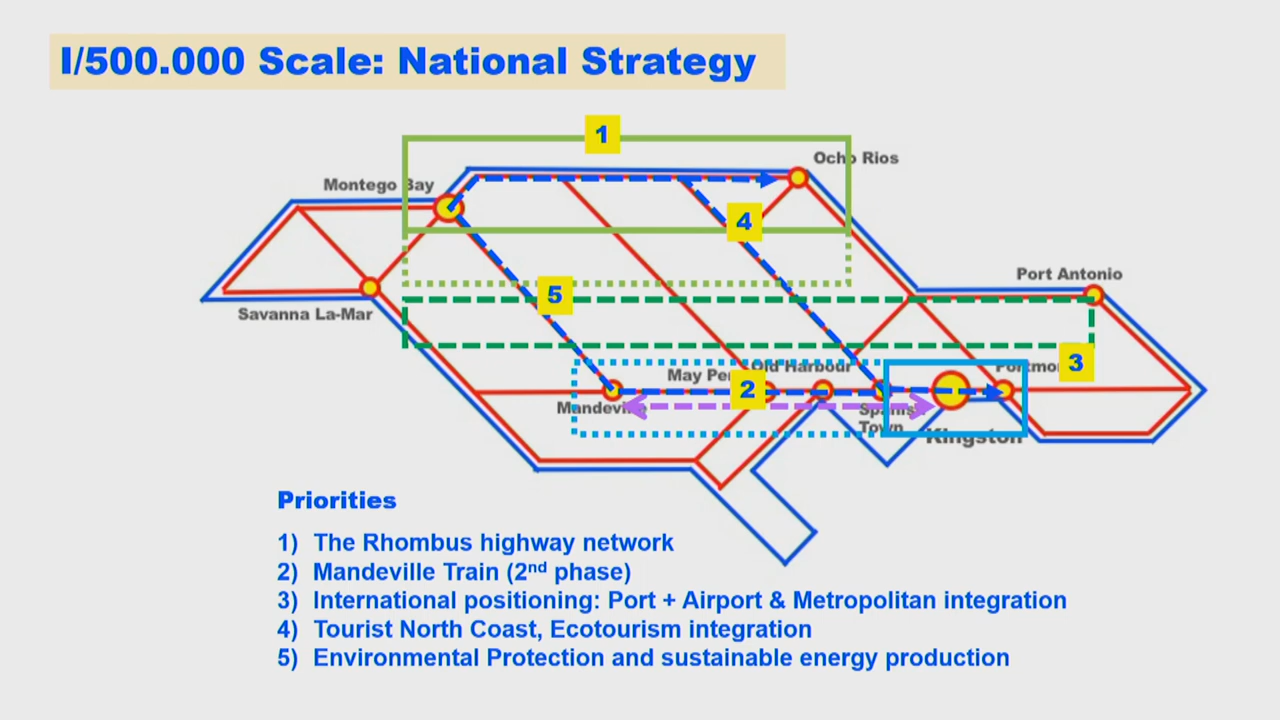 I/500.000 Scale: National Strategy
1
Ocho Rios
Montego Bay
4
Port Antonio
5
Savanna La-Mar
3
May Pen
Old Harbour
2
Mandeville
Spanish
Town
Kingston
Priorities
1) The Rhombus highway network
2) Mandeville Train (2nd phase)
3) International positioning: Port + Airport & Metropolitan integration
4) Tourist North Coast, Ecotourism integration
5) Environmental Protection and sustainable energy production